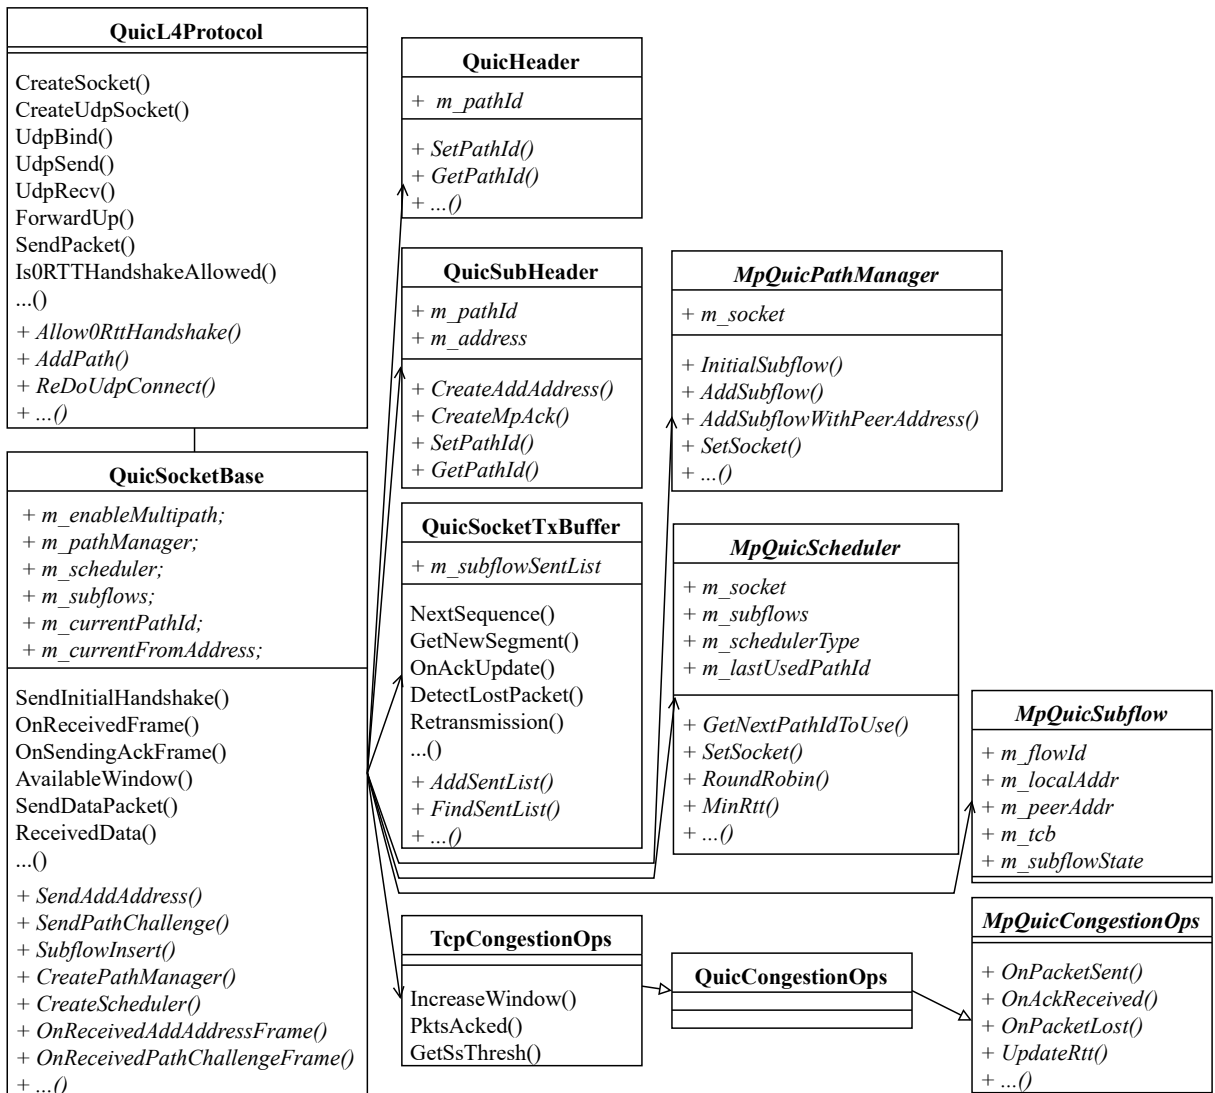 QuicL4Protocol
CreateSocket()
CreateUdpSocket()
UdpBind()
UdpSend()
UdpRecv()
ForwardUp()
SendPacket()
Is0RTTHandshakeAllowed()
...()
+ Allow0RttHandshake()
+ AddPath()
+ ReDoUdpConnect()
+ ...()
QuicSocketBase
+ m_enableMultipath;
+ m_pathManager;
+ m_scheduler;
+ m_subflows;
+ m_currentPathId;
+ m_currentFromAddress;
SendInitialHandshake()
OnReceivedFrame()
OnSendingAckFrame()
AvailableWindow()
SendDataPacket()
ReceivedData()
...()
+ SendAddAddress()
+ SendPathChallenge()
+ SubflowInsert()
+ CreatePathManager()
+ CreateScheduler()
+ OnReceivedAddAddressFrame()
+ OnReceivedPathChallengeFrame()
+ ...()
QuicHeader
+ m_pathId
+ SetPathId()
+ GetPathId()
+ ...()
QuicSubHeader
+ m_pathId
+ m_address
+ CreateAddAddress()
+ CreateMpAck()
+ SetPathId()
+ GetPathId()
QuicSocketTxBuffer
+ m_subflowSentList
NextSequence()
GetNewSegment()
OnAckUpdate()
DetectLostPacket()
Retransmission()
...()
+ AddSentList()
+ FindSentList()
+ ...()
TcpCongestionOps
IncreaseWindow()
PktsAcked()
GetSsThresh()
MpQuicPathManager
+ m_socket
+ InitialSubflow()
+ AddSubflow()
+ AddSubflowWithPeerAddress()
+ SetSocket()
+ ...()
MpQuicScheduler
+ m_socket
+ m_subflows
+ m_schedulerType
+ m_lastUsedPathId
+ GetNextPathIdToUse()
+ SetSocket()
+ RoundRobin()
+ MinRtt()
+ ...()
QuicCongestionOps
MpQuicSubflow
+ m_flowId
+ m_localAddr
+ m_peerAddr
+ m_tcb
+ m_subflowState
MpQuicCongestionOps
+ OnPacketSent()
+ OnAckReceived()
+ OnPacketLost()
+ UpdateRtt()
+ ...()